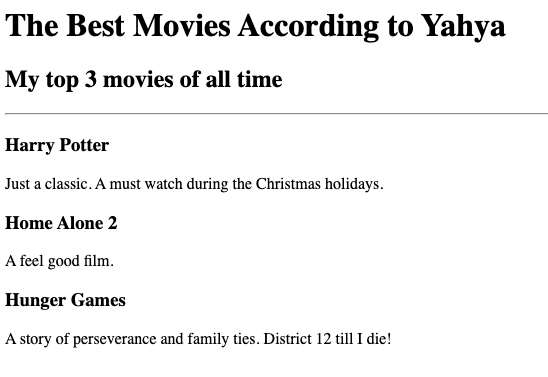 The Best Movies According to Yahya
My top 3 movies of all time
Harry Potter
Just a classic. A must watch during the Christmas holidays.
Home Alone 2
A feel good film.
Hunger Games
A story of perseverance and family ties. District 12 till I die!